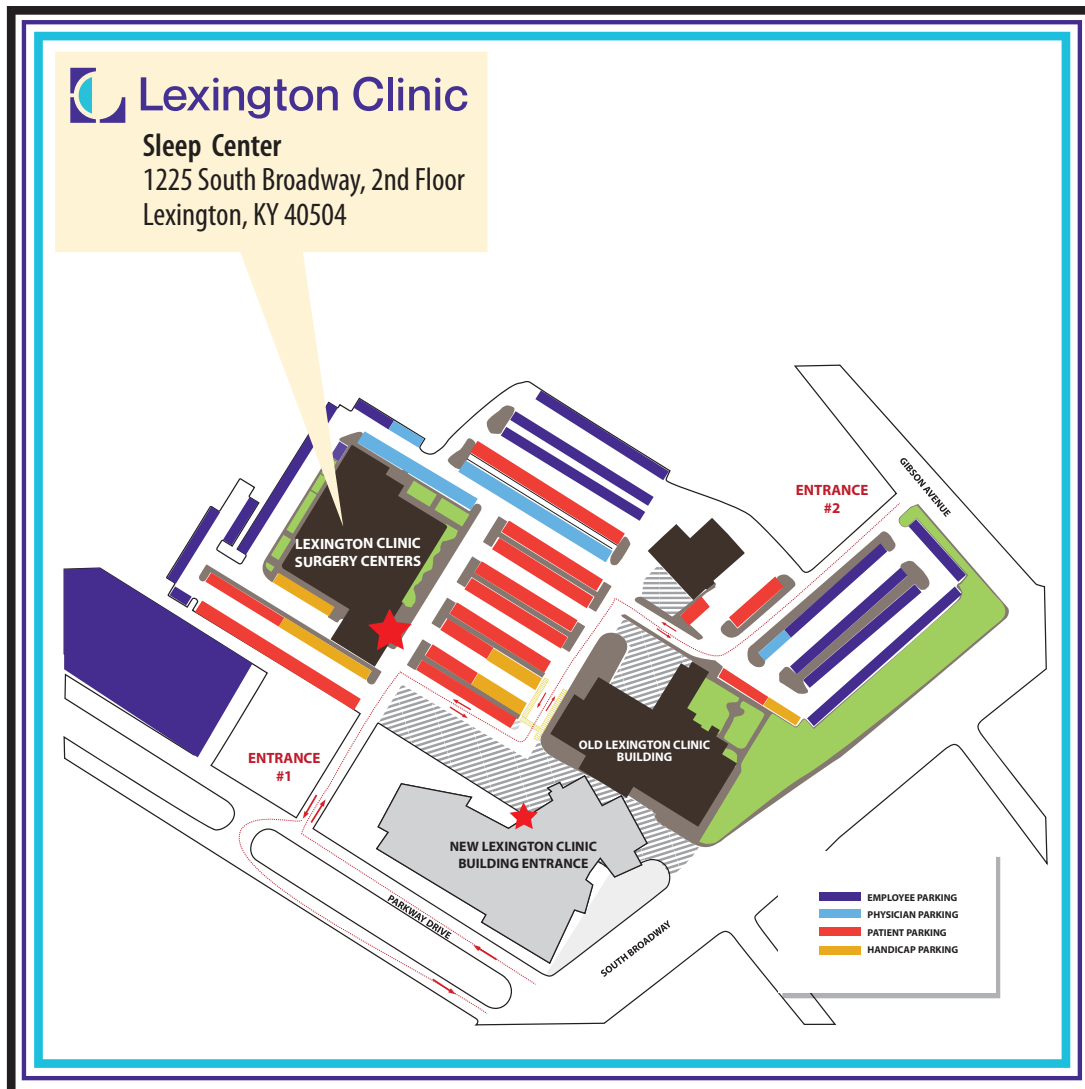 Lexington Clinic
Sleep Center
1225 South Broadway, 2nd Floor
Lexington, KY 40504
GIBSON AVENUE
ENTRANCE
#2
LEXINGTON CLINIC
SURGERY CENTERS
ENTRANCE
#1
OLD LEXINGTON CLINIC
BUILDING
NEW LEXINGTON CLINIC
BUILDING ENTRANCE
PARKWAY DRIVE
SOUTH BROADWAY
EMPLOYEE PARKING
PHYSICIAN PARKING
PATIENT PARKING
HANDICAP PARKING